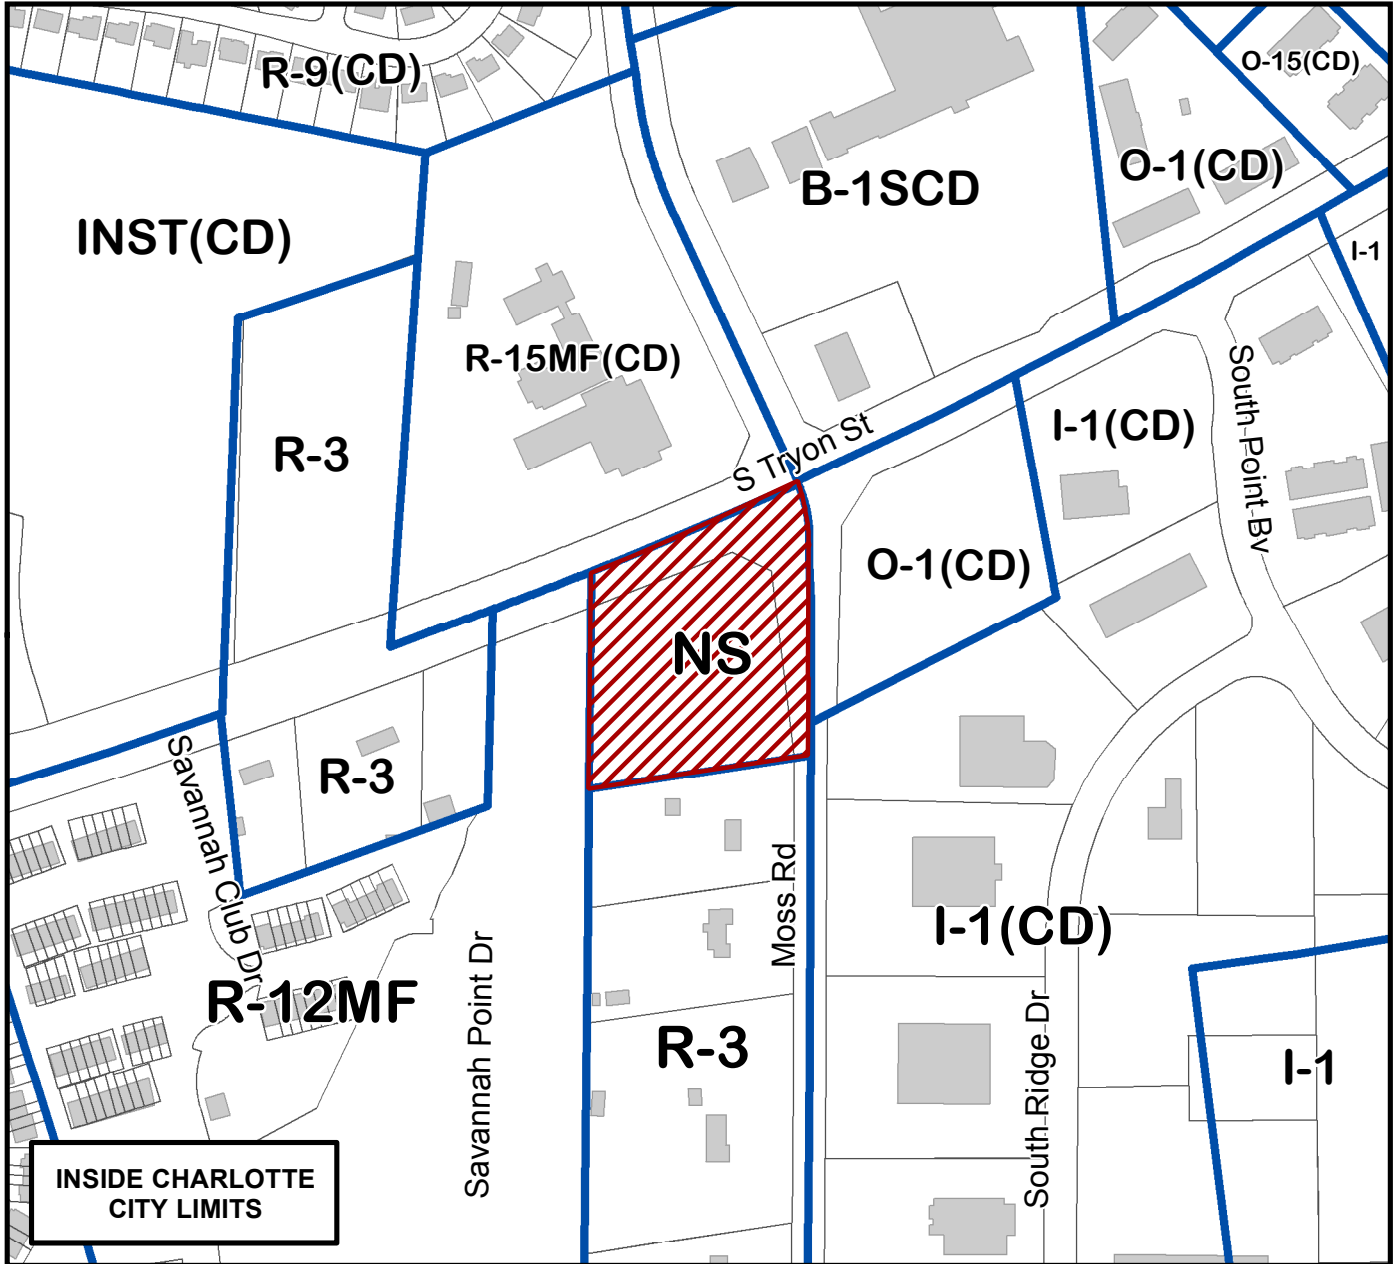 R-9(CD)
O-15(CD)
O-1(CD)
B-1SCD
INST(CD)
I-1
R-15MF(CD)
South Point Bv
I-1(CD)
S Tryon St
R-3
O-1(CD)
NS
R-3
Savannah Club Dr
Moss Rd
I-1(CD)
Savannah Point Dr
R-12MF
R-3
South Ridge Dr
I-1
INSIDE CHARLOTTE
CITY LIMITS